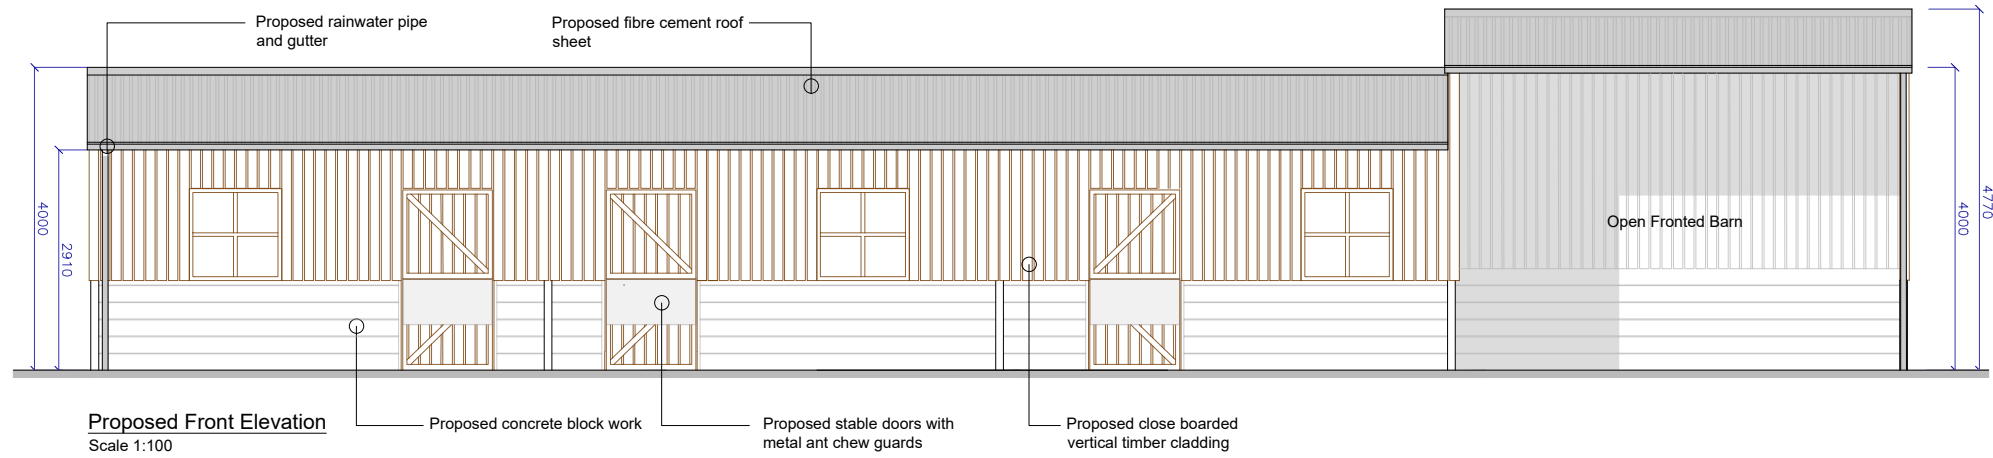 Proposed rainwater pipe
and gutter
Proposed fibre cement roof
sheet
4000
2910
Open Fronted Barn
4000
4770
Proposed Front Elevation
Scale 1:100
Proposed concrete block work
Proposed stable doors with
metal ant chew guards
Proposed close boarded
vertical timber cladding